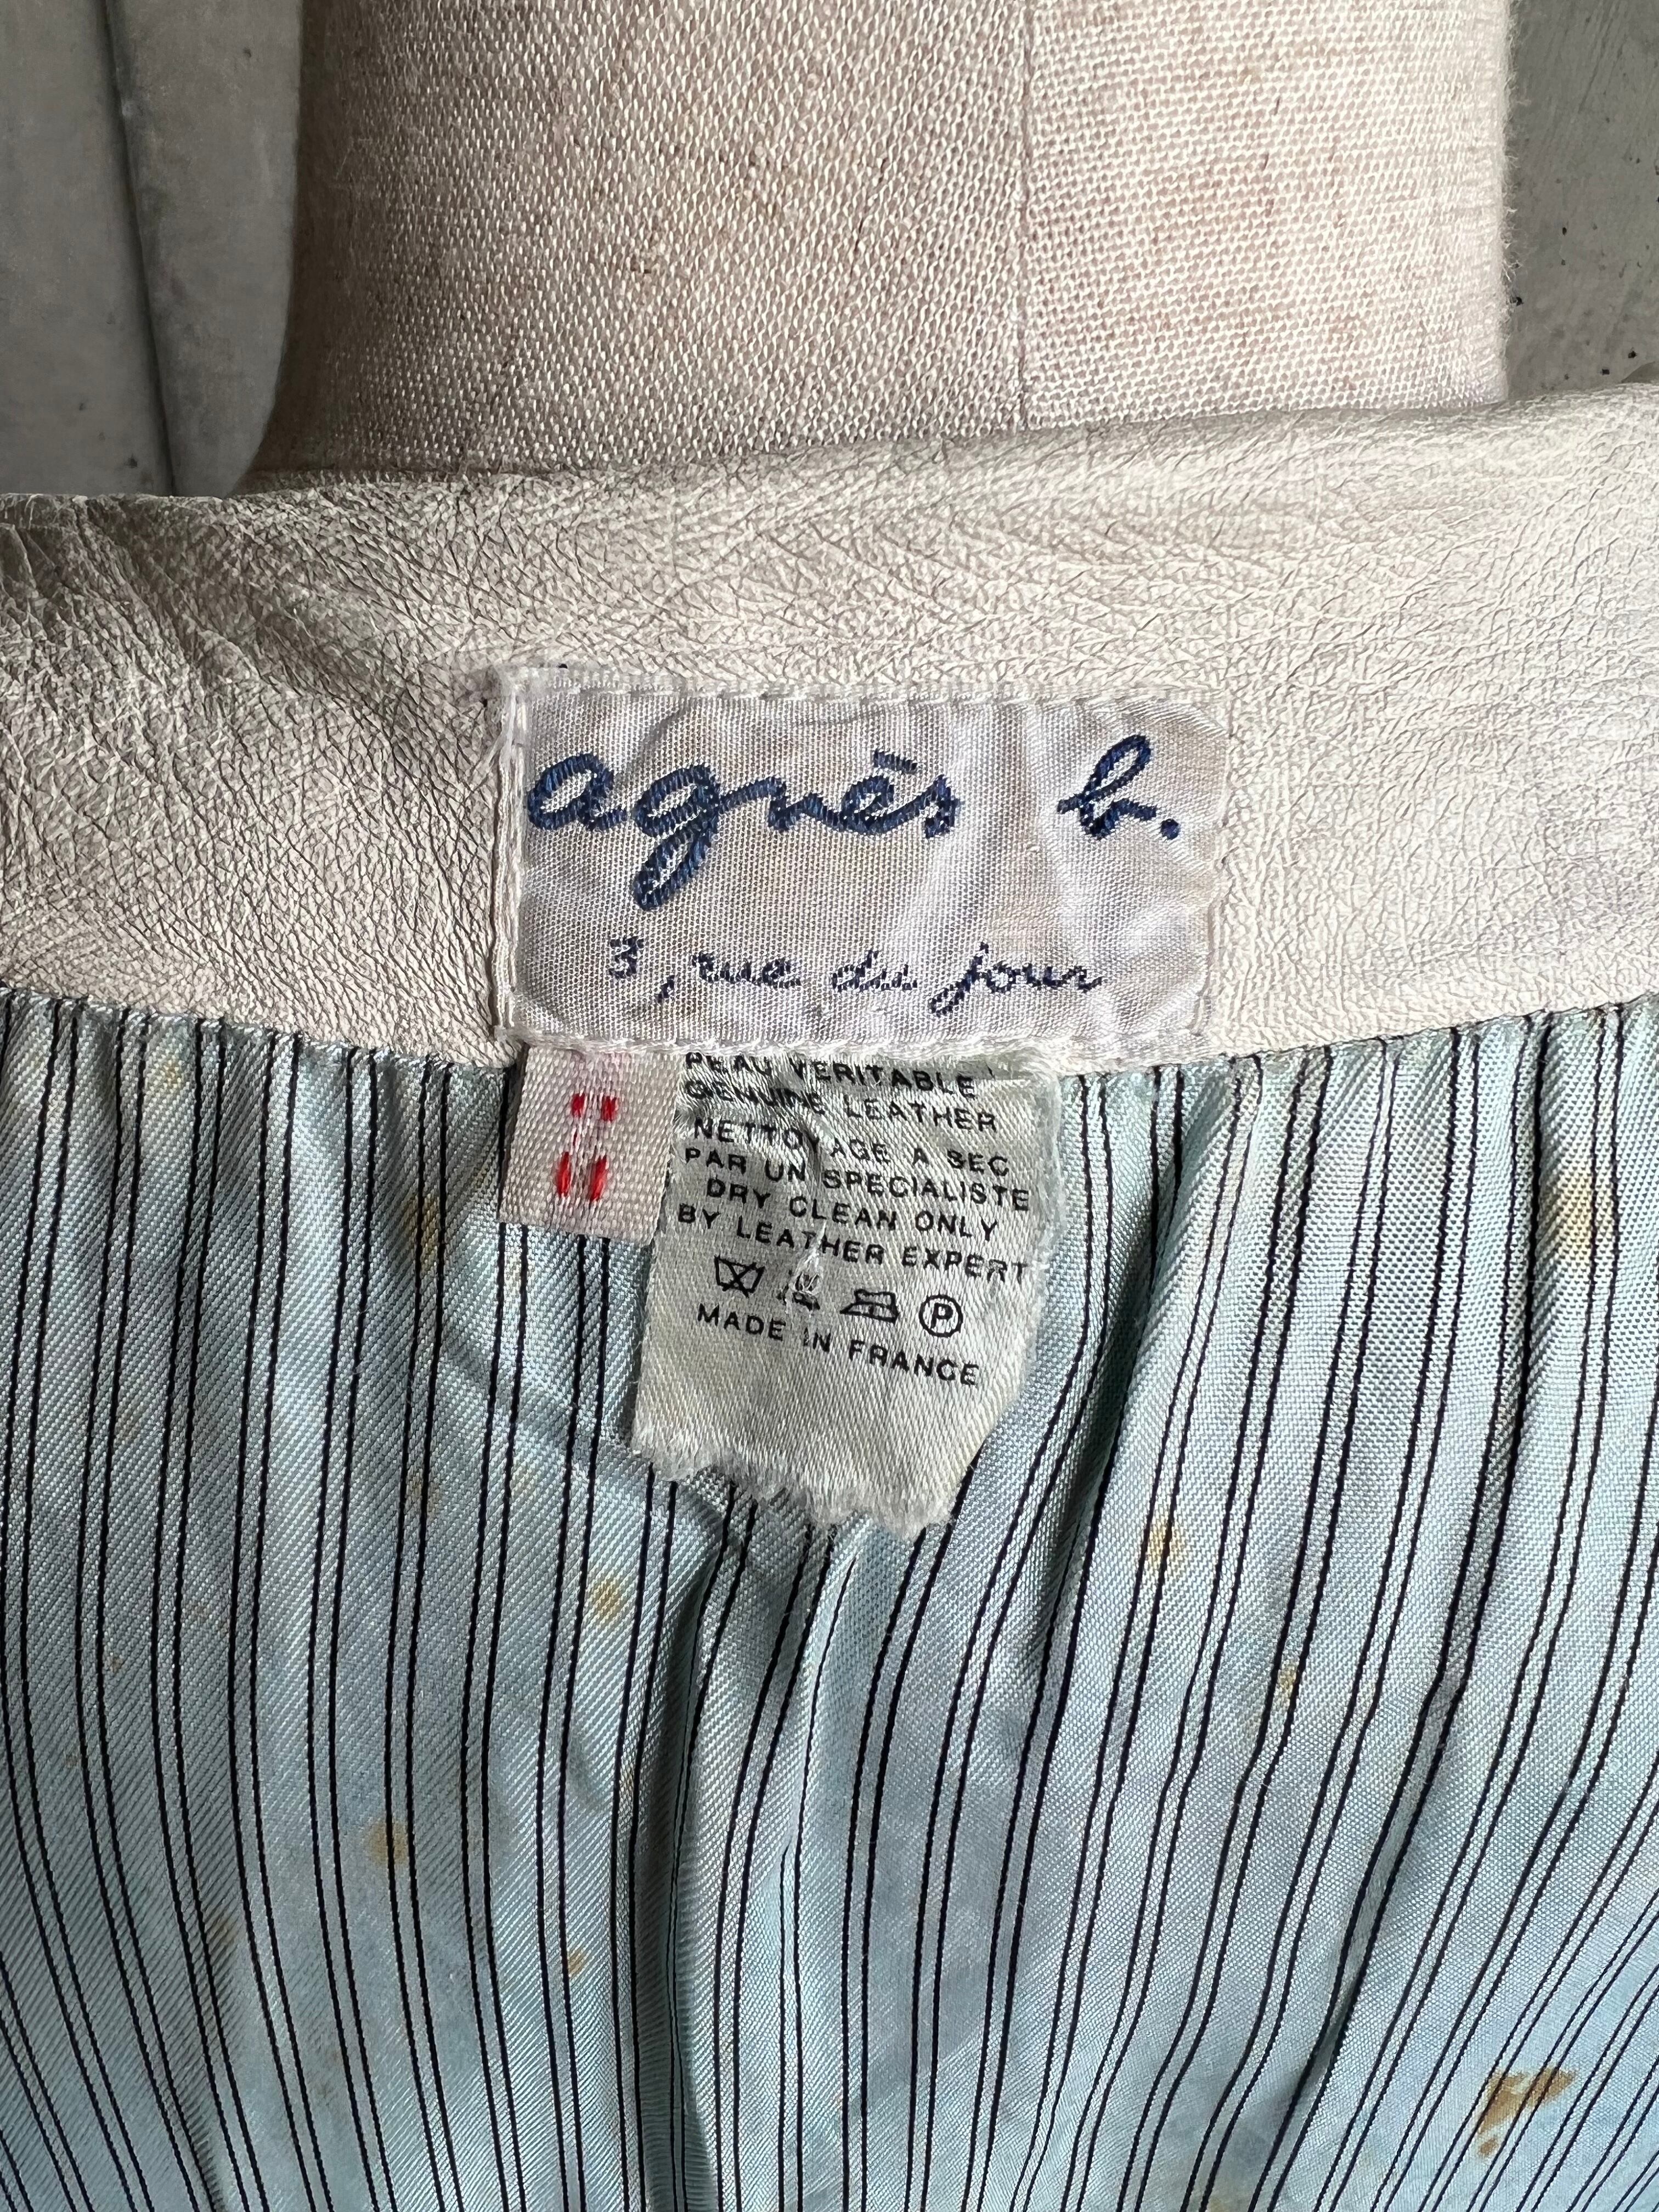 agnès b.
3, rue du jour
PEAU VERITABLE
GENUINE LEATHER
NETTOYAGE A SEC
PAR UN SPECIALISTE
DRY CLEAN ONLY
BY LEATHER EXPERT
P
MADE IN FRANCE